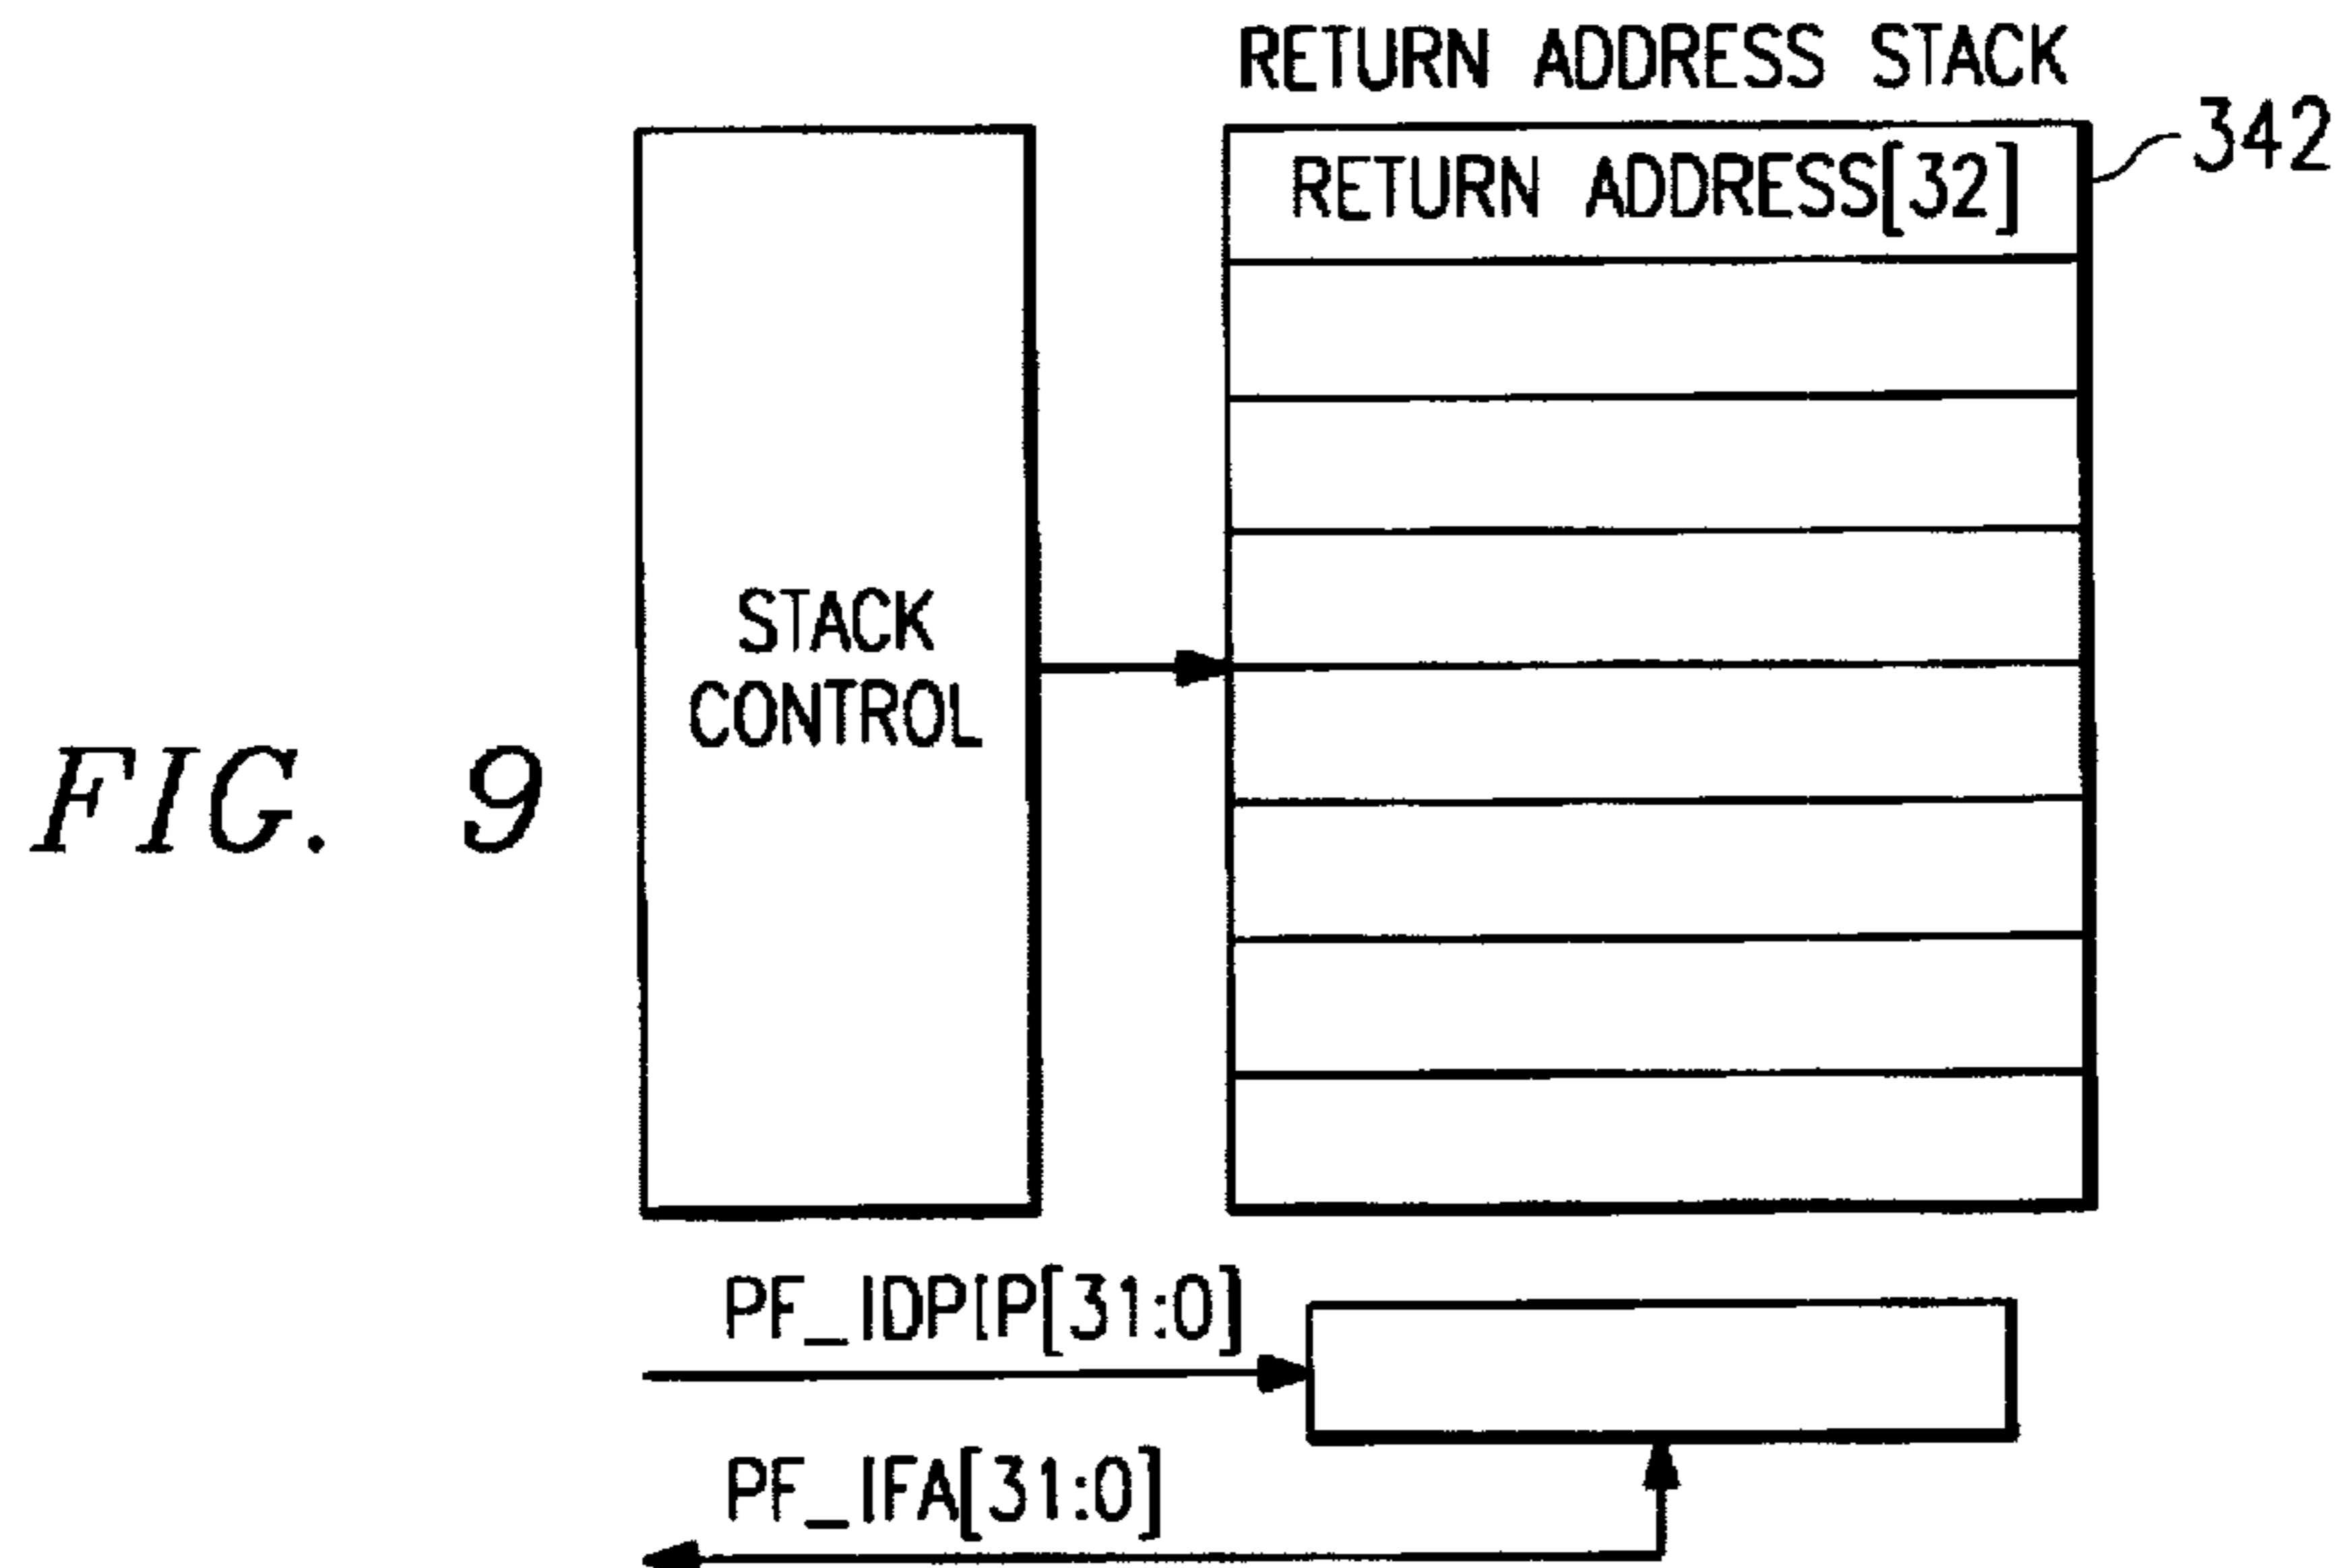 RETURN ADDRESS STACK
342
RETURN ADDRESS[32]
STACK
CONTROL
FIG. 9
PF_IDPIP[31:0]
PF_IFA[31:0]